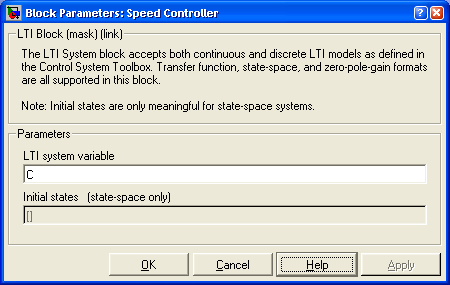 Block Parameters: Speed Controller
LTI Block (mask) (link)
The LTI System block accepts both continuous and discrete LTI models as defined in
the Control System Toolbox. Transfer function, state-space, and zero-pole-gain formats
are all supported in this block.
Note: Initial states are only meaningful for state-space systems.
Parameters
LTI system variable
C
Initial states (state-space only)
[]
OK Cancel Help Apply